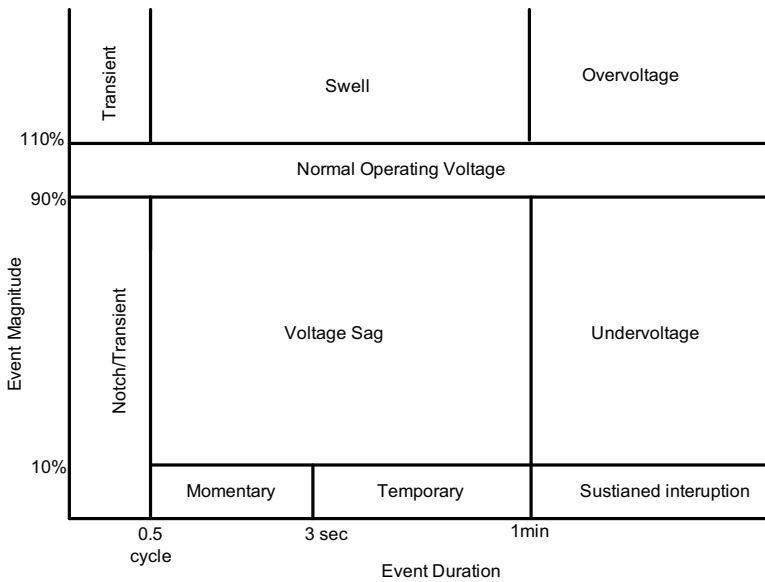 Transient
Swell
Overvoltage
110%
Normal Operating Voltage
90%
Event Magnitude
Notch/Transient
Voltage Sag
Undervoltage
10%
Momentary
Temporary
Sustianed interuption
0.5
cycle
3 sec
1min
Event Duration